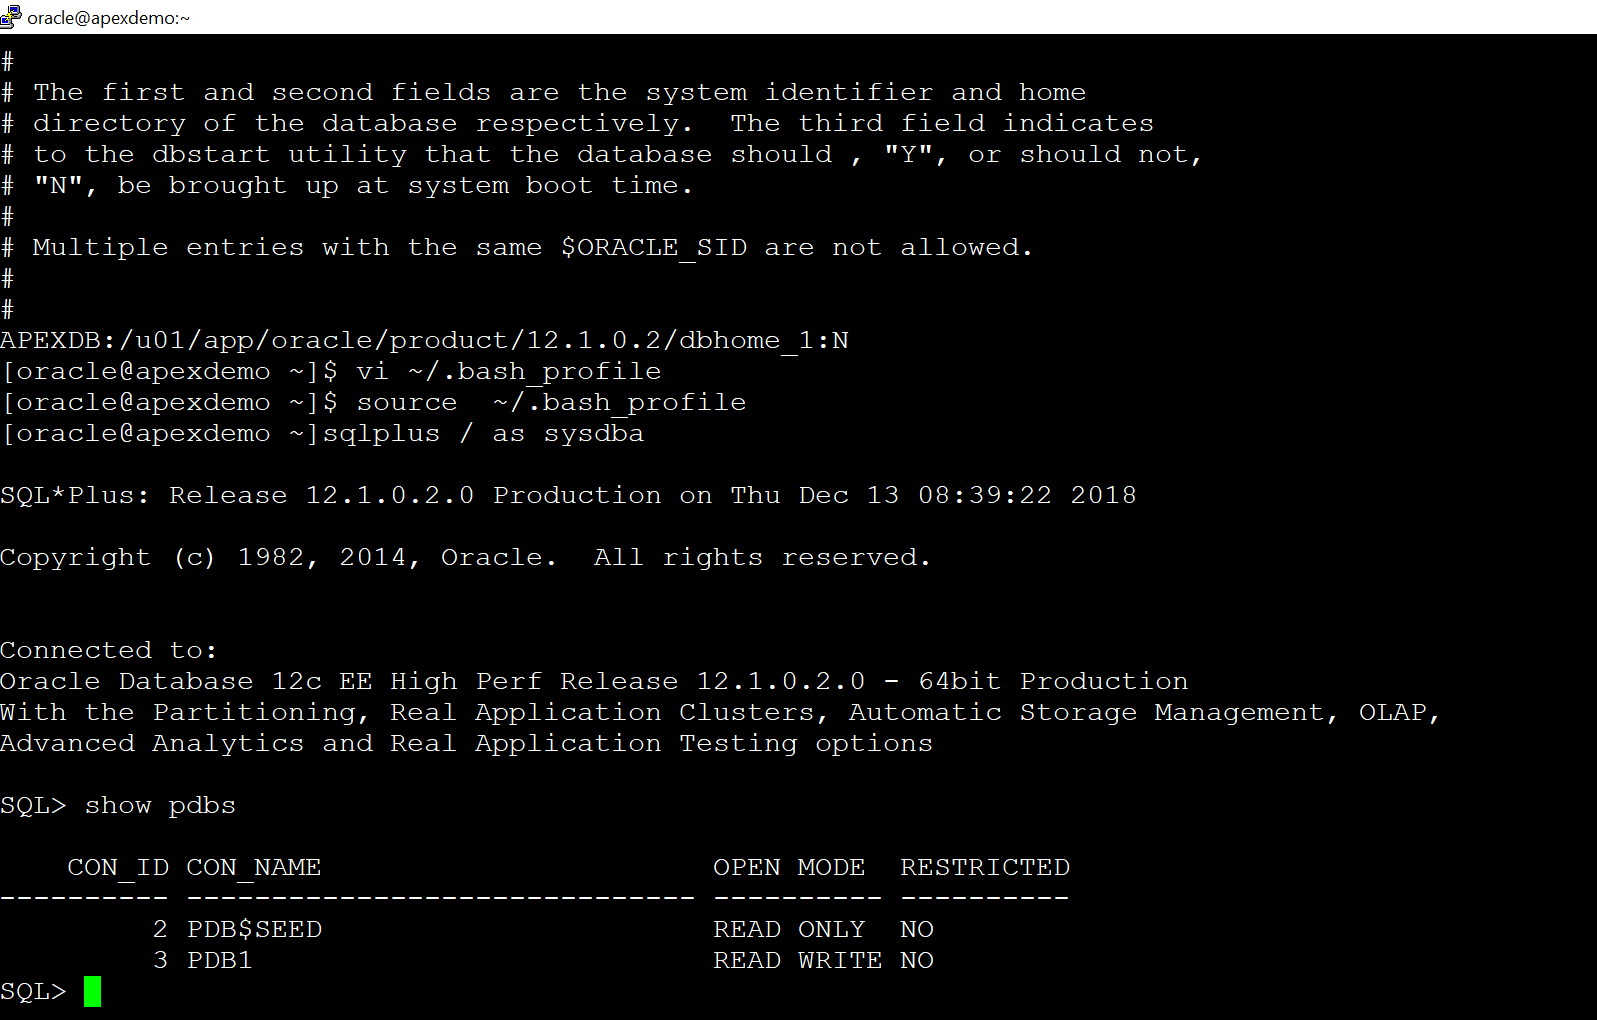 oracle@apexdemo:~
#
# The first and second fields are the system identifier and home
# directory of the database respectively.  The third field indicates
# to the dbstart utility that the database should , "Y", or should not,
# "N", be brought up at system boot time.
#
# Multiple entries with the same $ORACLE_SID are not allowed.
#
#
APEXDB:/u01/app/oracle/product/12.1.0.2/dbhome_1:N
[oracle@apexdemo ~]$ vi ~/.bash_profile
[oracle@apexdemo ~]$ source  ~/.bash_profile
[oracle@apexdemo ~]sqlplus / as sysdba
SQL*Plus: Release 12.1.0.2.0 Production on Thu Dec 13 08:39:22 2018
Copyright (c) 1982, 2014, Oracle.  All rights reserved.
Connected to:
Oracle Database 12c EE High Perf Release 12.1.0.2.0 - 64bit Production
With the Partitioning, Real Application Clusters, Automatic Storage Management, OLAP,
Advanced Analytics and Real Application Testing options
SQL> show pdbs
    CON_ID CON_NAME                       OPEN MODE  RESTRICTED
---------- ------------------------------ ---------- ----------
         2 PDB$SEED                       READ ONLY  NO
         3 PDB1                           READ WRITE NO
SQL>